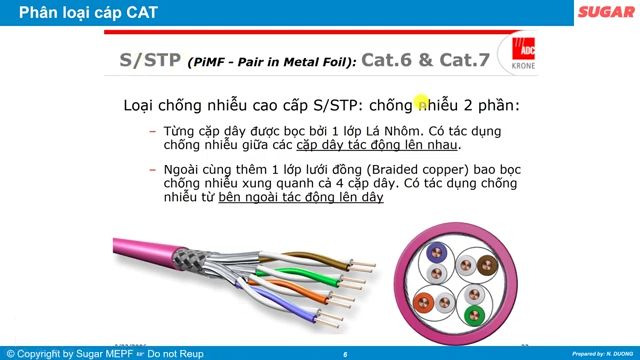 Phân loại cáp CAT
SUGAR
S/STP (PiMF - Pair in Metal Foil): Cat.6 & Cat.7
ADC
KRONE
Loại chống nhiễu cao cấp S/STP: chống nhiễu 2 phần:
– Từng cặp dây được bọc bởi 1 lớp Lá Nhôm. Có tác dụng
chống nhiễu giữa các cặp dây tác động lên nhau.
– Ngoài cùng thêm 1 lớp lưới đồng (Braided copper) bao bọc
chống nhiễu xung quanh cả 4 cặp dây. Có tác dụng chống
nhiễu từ bên ngoài tác động lên dây
© Copyright by Sugar MEPF ☞ Do not Reup
6
Prepared by: N. DUONG